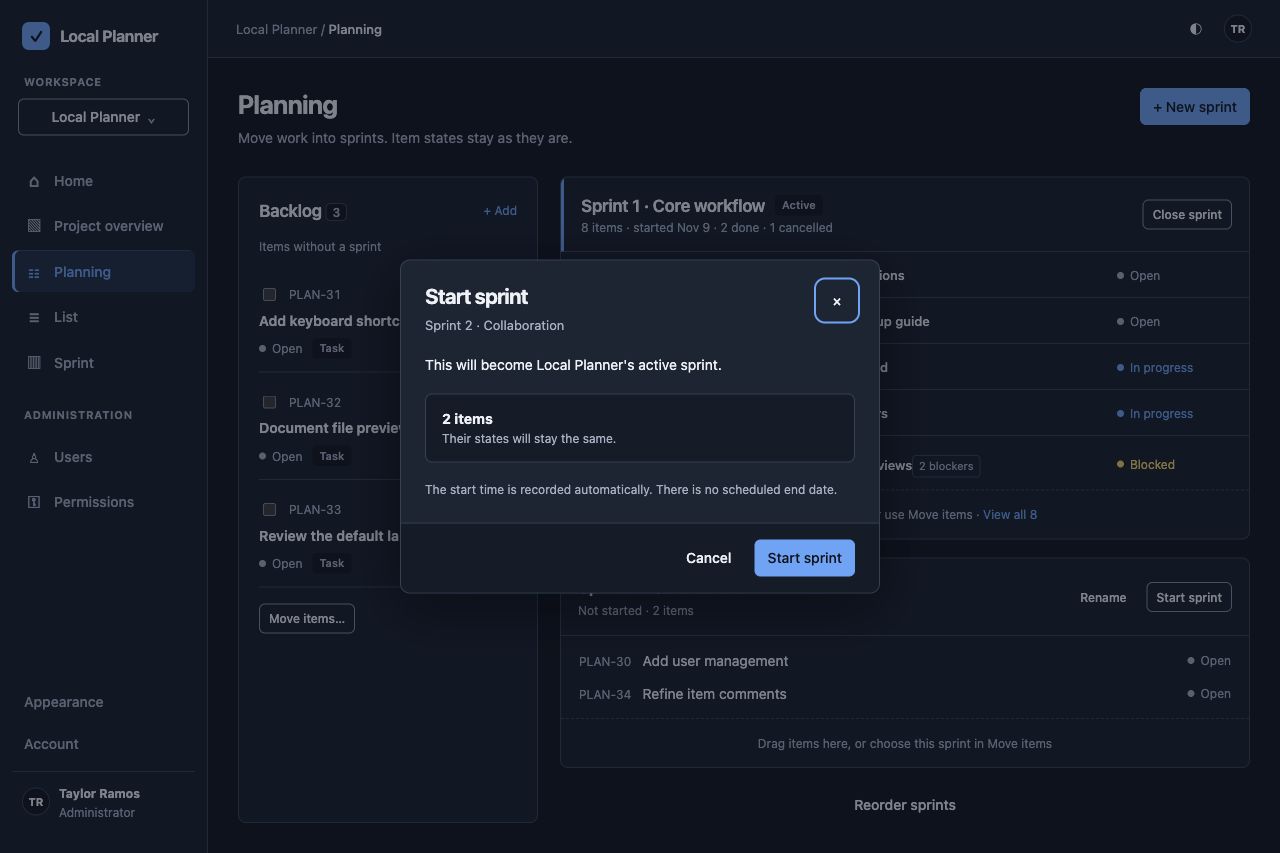 Local Planner
WORKSPACE
Local Planner
Home
Project overview
Planning
List
Sprint
ADMINISTRATION
Users
Permissions
Appearance
Account
TR
Taylor Ramos
Administrator
Local Planner / Planning
TR
Planning
Move work into sprints. Item states stay as they are.
+ New sprint
Backlog 3
+ Add
Items without a sprint
PLAN-31
Add keyboard shortc
Open Task
PLAN-32
Document file preview
Open Task
PLAN-33
Review the default la
Open Task
Move items…
Sprint 1 · Core workflow Active
8 items · started Nov 9 · 2 done · 1 cancelled
Close sprint
Open
up guide Open
In progress
In progress
views 2 blockers Blocked
use Move items · View all 8
Start sprint
Sprint 2 · Collaboration
×
This will become Local Planner's active sprint.
2 items
Their states will stay the same.
The start time is recorded automatically. There is no scheduled end date.
Cancel
Start sprint
Not started · 2 items
Rename
Start sprint
PLAN-30 Add user management Open
PLAN-34 Refine item comments Open
Drag items here, or choose this sprint in Move items
Reorder sprints